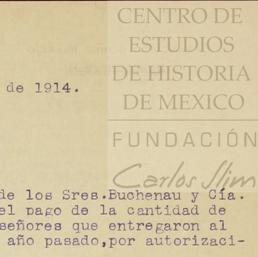 CENTRO DE
ESTUDIOS
DE HISTORIA
DE MEXICO
FUNDACIÓN
Carlos Slim
de 1914.
de los Sres.Buchenau y Cía.
el pago de la cantidad de
señores que entregaron al
año pasado,por autorizaci-